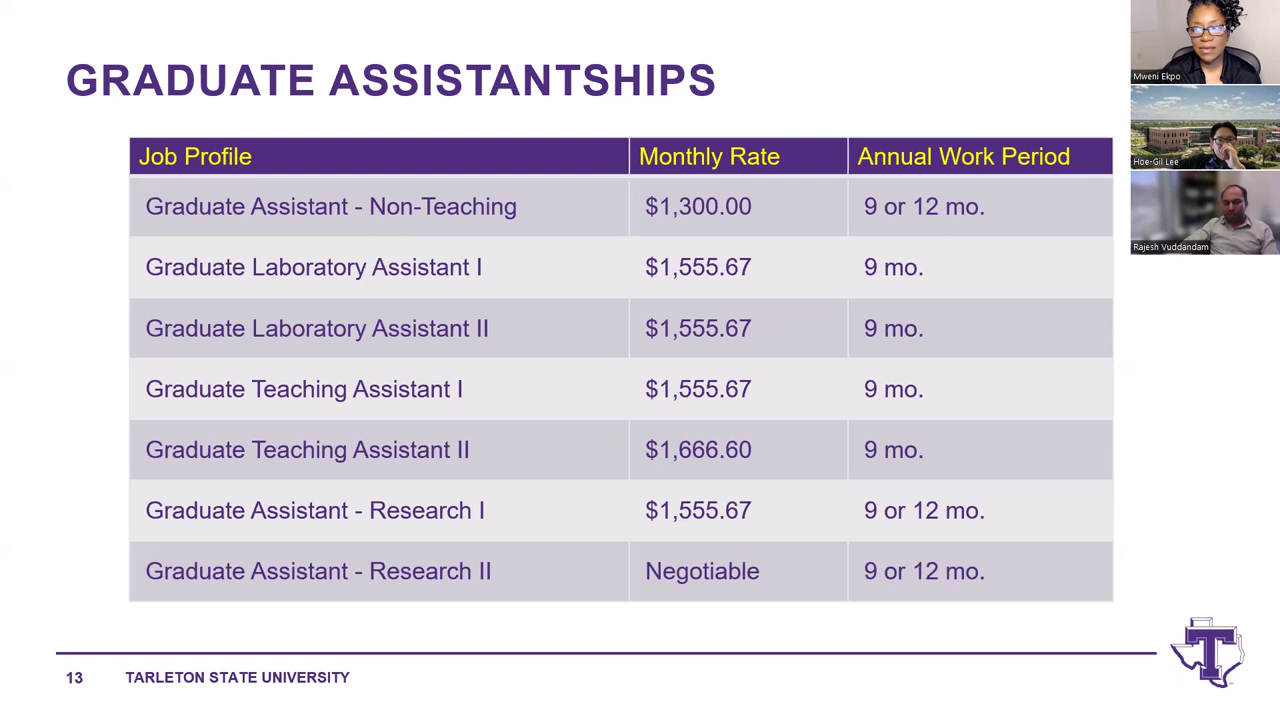 GRADUATE ASSISTANTSHIPS
Job Profile Monthly Rate Annual Work Period
Graduate Assistant - Non-Teaching $1,300.00 9 or 12 mo.
Graduate Laboratory Assistant I $1,555.67 9 mo.
Graduate Laboratory Assistant II $1,555.67 9 mo.
Graduate Teaching Assistant I $1,555.67 9 mo.
Graduate Teaching Assistant II $1,666.60 9 mo.
Graduate Assistant - Research I $1,555.67 9 or 12 mo.
Graduate Assistant - Research II Negotiable 9 or 12 mo.
13 TARLETON STATE UNIVERSITY
T
Mweni Ekpo
Hoe-Gil Lee
Rajesh Vuddandam